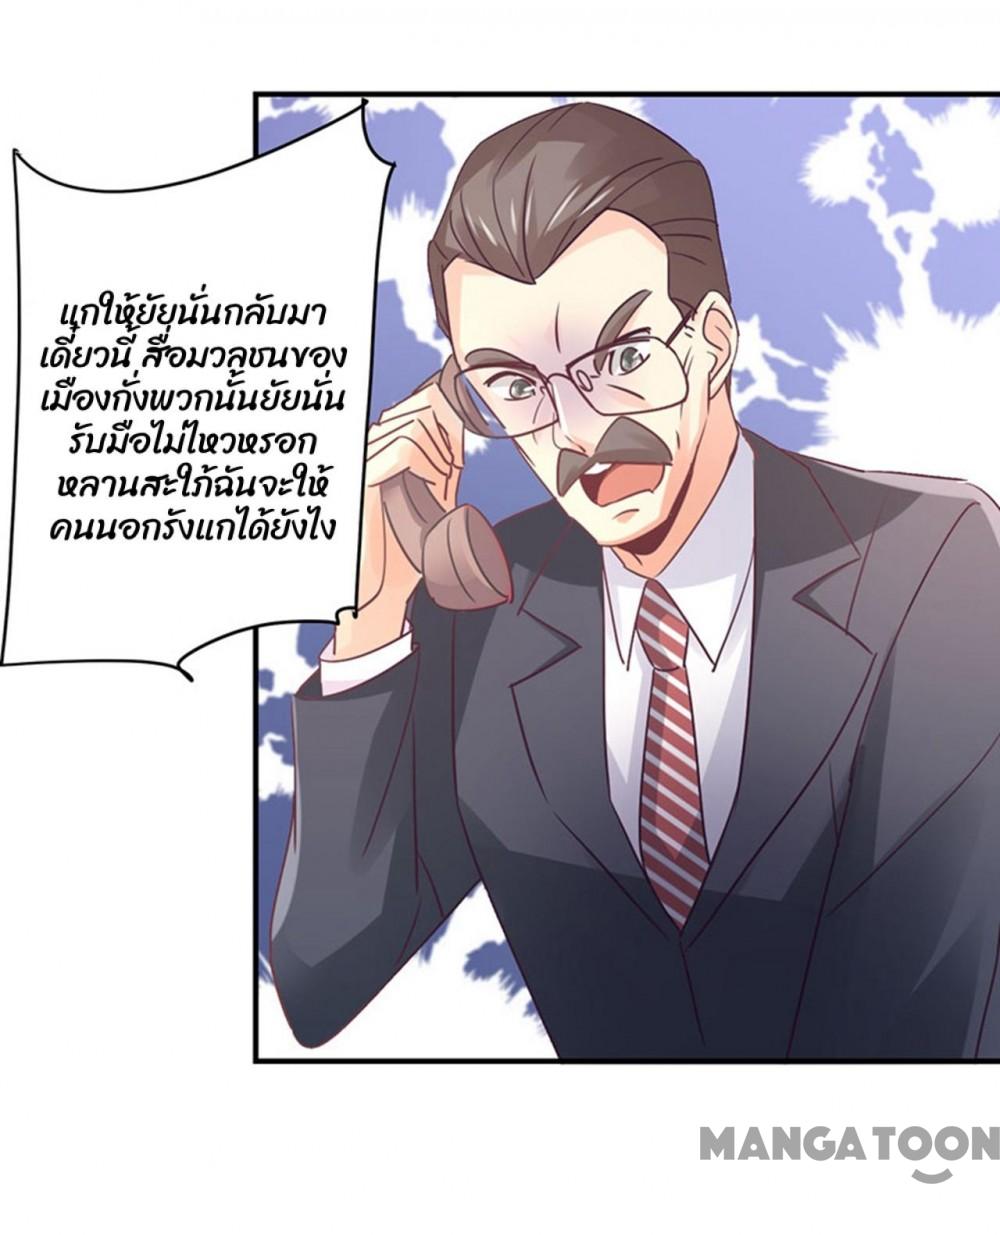 แกให้ยัยนั่นกลับมา
เดี๋ยวนี้ สื่อมวลชนของ
เมืองกั่งพวกนั้นยัยนั่น
รับมือไม่ไหวหรอก
หลานสะใภ้ฉันจะให้
คนนอกรังแกได้ยังไง
MANGATOON